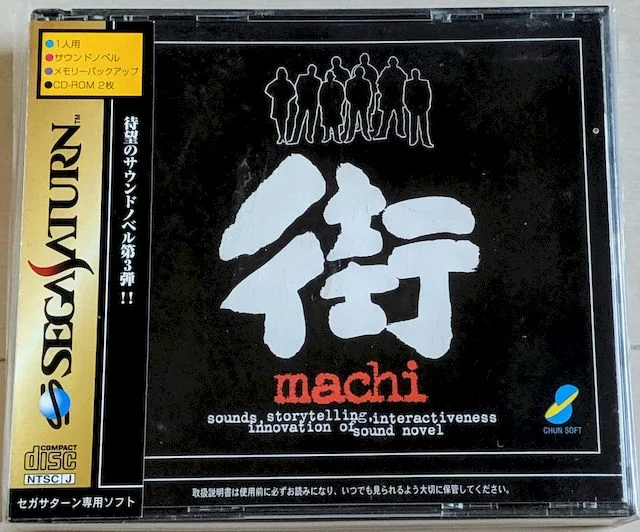 1人用
サウンドノベル
メモリーバックアップ
CD-ROM 2枚
SEGA SATURN™
待望のサウンドノベル第3弾!!
COMPACT
disc
NTSC J
セガサターン専用ソフト
街
machi
sounds, storytelling, interactiveness
innovation of sound novel
CHUN SOFT
取扱説明書は使用前に必ずお読みになり、いつでも見られるよう大切に保管してください。